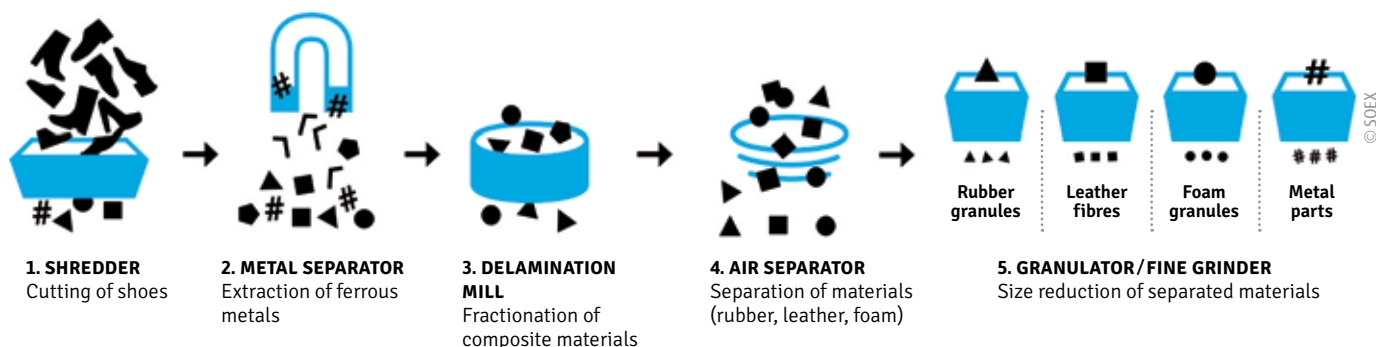 © SOEX
Rubber
granules
Leather
fibres
Foam
granules
Metal
parts
1. SHREDDER
Cutting of shoes
2. METAL SEPARATOR
Extraction of ferrous
metals
3. DELAMINATION
MILL
Fractionation of
composite materials
4. AIR SEPARATOR
Separation of materials
(rubber, leather, foam)
5. GRANULATOR/FINE GRINDER
Size reduction of separated materials